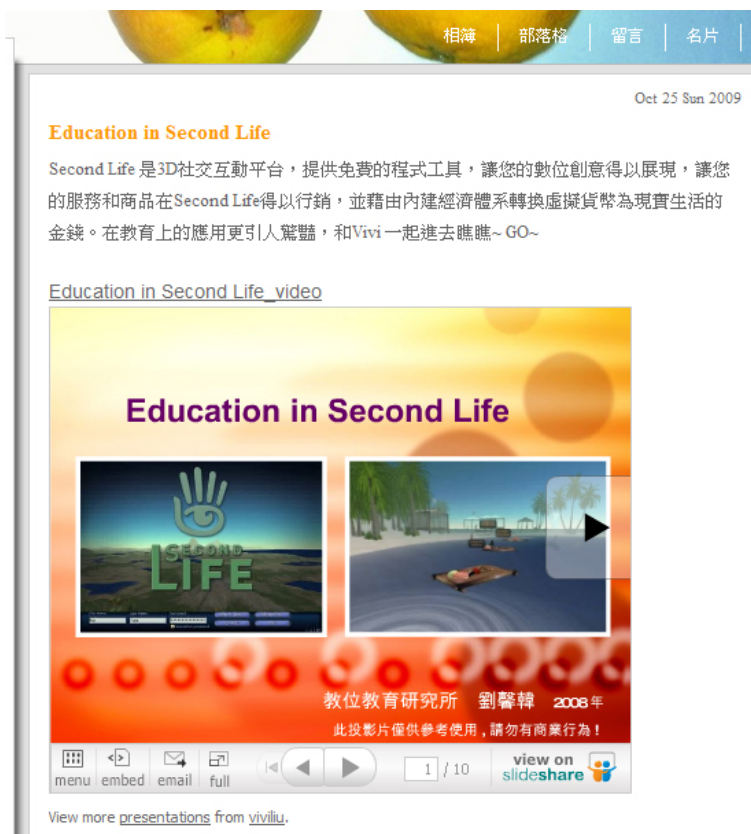 相簿 部落格 留言 名片
Oct 25 Sun 2009
Education in Second Life
Second Life 是3D社交互動平台，提供免費的程式工具，讓您的數位創意得以展現，讓您
的服務和商品在Second Life得以行銷，並藉由內建經濟體系轉換虛擬貨幣為現實生活的
金錢。在教育上的應用更引人驚豔，和Vivi 一起進去瞧瞧~ GO~
Education in Second Life_video
Education in Second Life
SECOND
LIFE
教位教育研究所 劉馨韓 2008年
此投影片僅供參考使用，請勿有商業行為！
menu embed email full 1 / 10 view on
slideshare
View more presentations from viviliu.